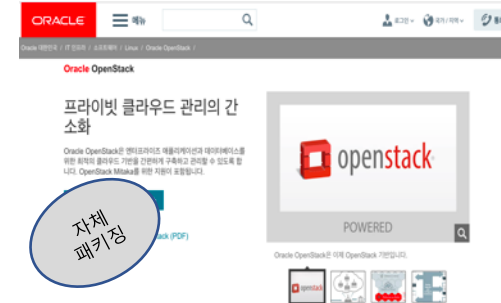 ORACLE
메뉴
로그인
국가 / 지역
Oracle 대한민국 / IT 인프라 / 소프트웨어 / Linux / Oracle OpenStack /
Oracle OpenStack
프라이빗 클라우드 관리의 간
소화
Oracle OpenStack은 엔터프라이즈 애플리케이션과 데이터베이스를
위한 최적의 클라우드 기반을 간편하게 구축하고 관리할 수 있도록 합
니다. OpenStack Mitaka를 위한 지원이 포함됩니다.
자체
패키징
ack (PDF)
openstack
POWERED
Oracle OpenStack은 이제 OpenStack 기반입니다.
openstack